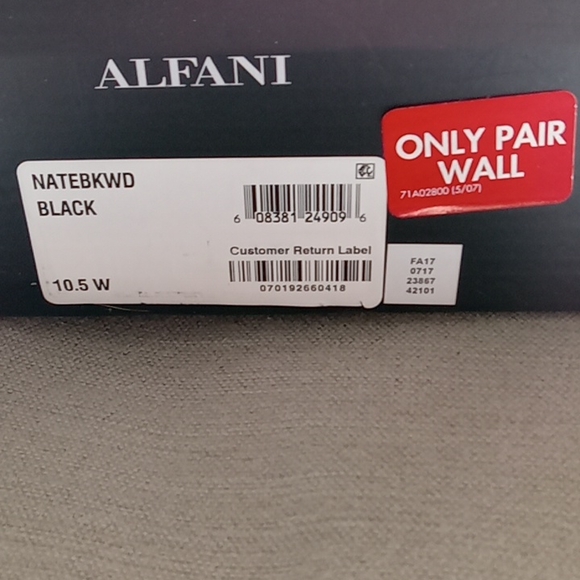 ALFANI
ONLY PAIR
WALL
71A02800 (5/07)
NATEBKWD
BLACK
10.5 W
6 08381 24909 6
Customer Return Label
070192660418
FA17
0717
23867
42101